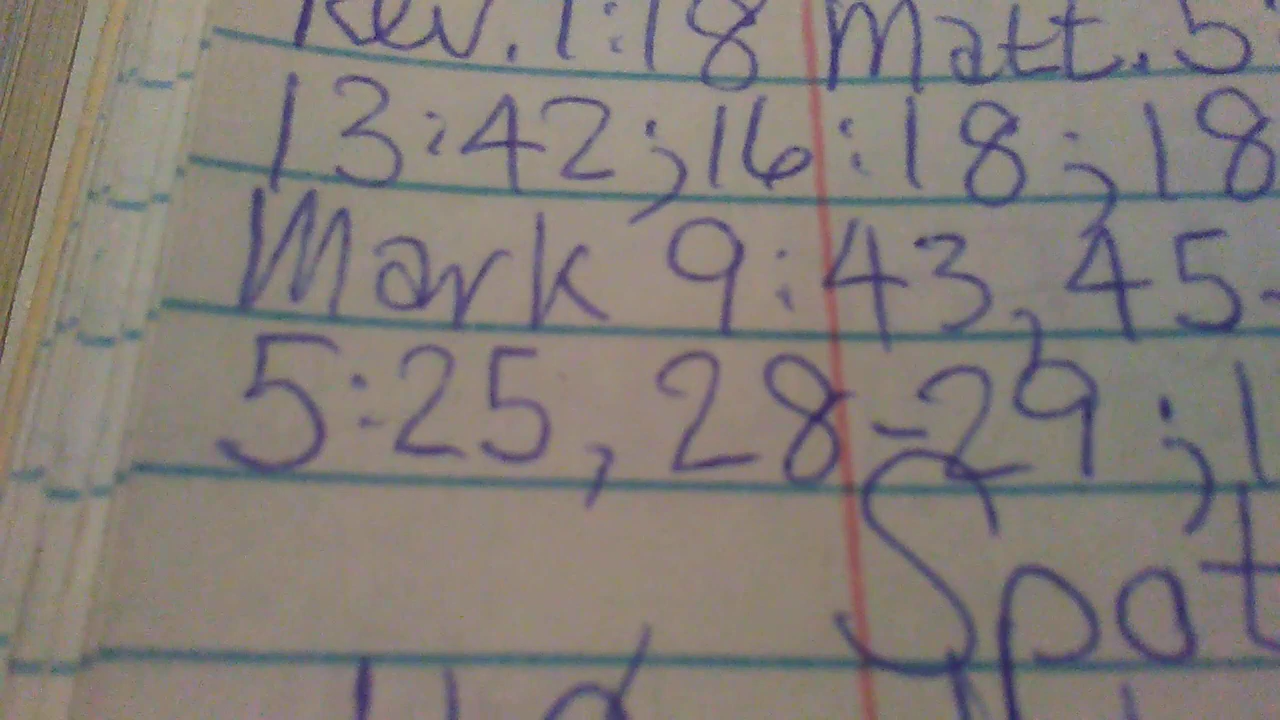 Rev. 1:18 Matt. 5
13:42; 16:18; 18
Mark 9:43, 45-
5:25, 28-29; 1
Spot